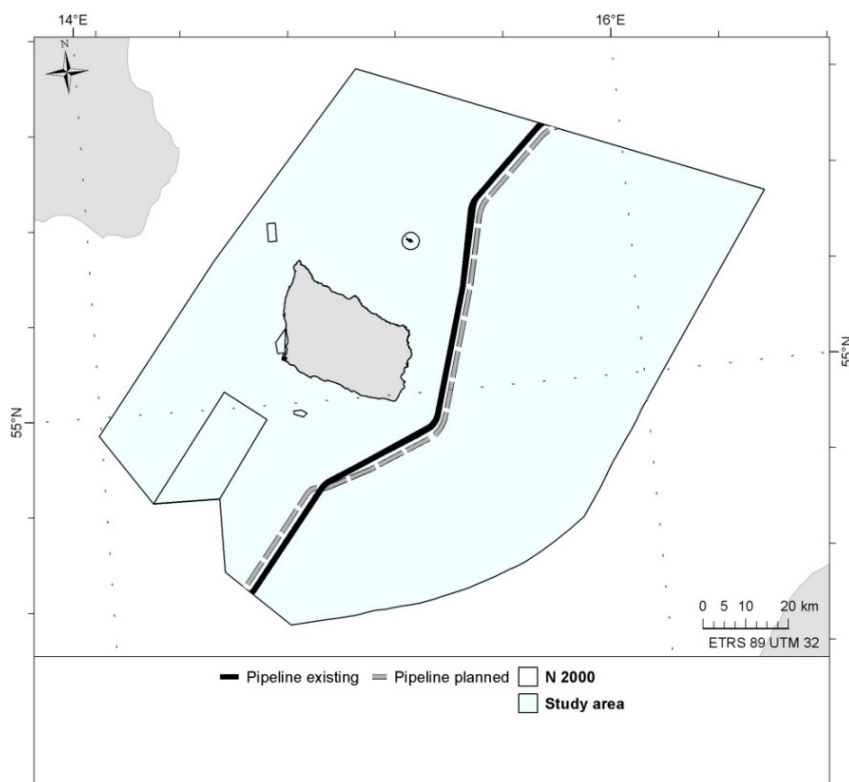 14°E 16°E
N
55°N
55°N
0 5 10 20 km
ETRS 89 UTM 32
Pipeline existing Pipeline planned N 2000
Study area